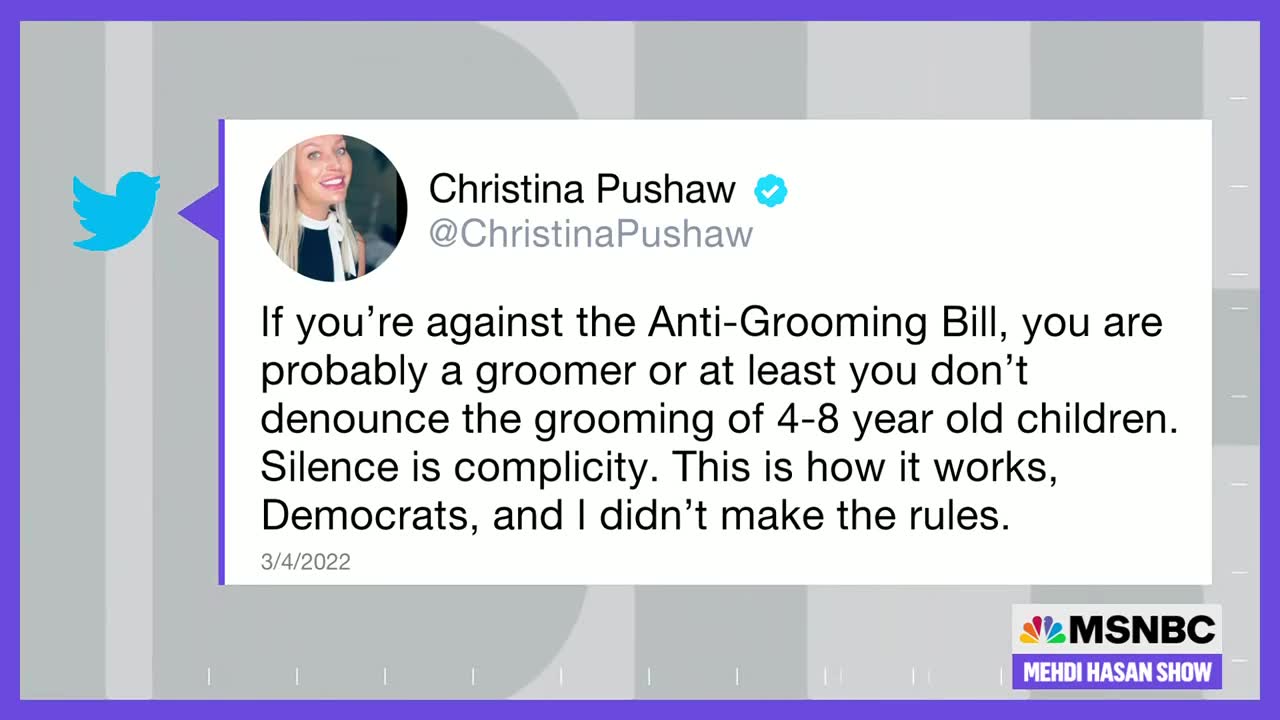 Christina Pushaw
@ChristinaPushaw
If you’re against the Anti-Grooming Bill, you are
probably a groomer or at least you don’t
denounce the grooming of 4-8 year old children.
Silence is complicity. This is how it works,
Democrats, and I didn’t make the rules.
3/4/2022
MSNBC
MEHDI HASAN SHOW